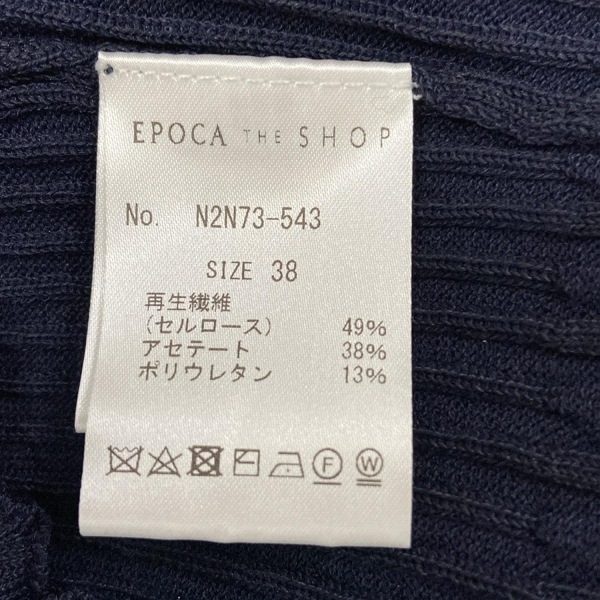 EPOCA THE SHOP
No. N2N73-543
SIZE 38
再生繊維
(セルロース) 49%
アセテート 38%
ポリウレタン 13%
F W